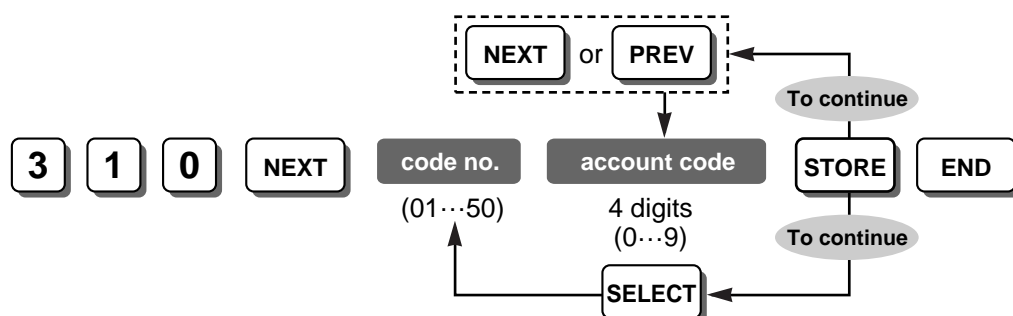 NEXT or PREV
To continue
3 1 0 NEXT code no. account code STORE END
(01···50) 4 digits
(0···9)
To continue
SELECT